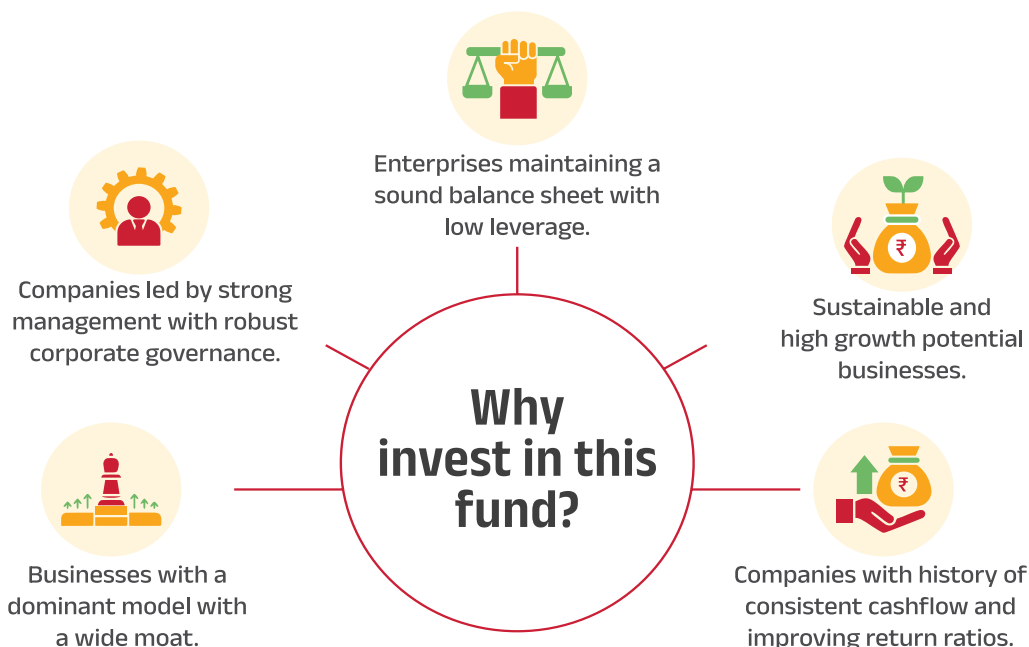 Enterprises maintaining a
sound balance sheet with
low leverage.
Companies led by strong
management with robust
corporate governance.
₹
Sustainable and
high growth potential
businesses.
Why
invest in this
fund?
Businesses with a
dominant model with
a wide moat.
₹
Companies with history of
consistent cashflow and
improving return ratios.